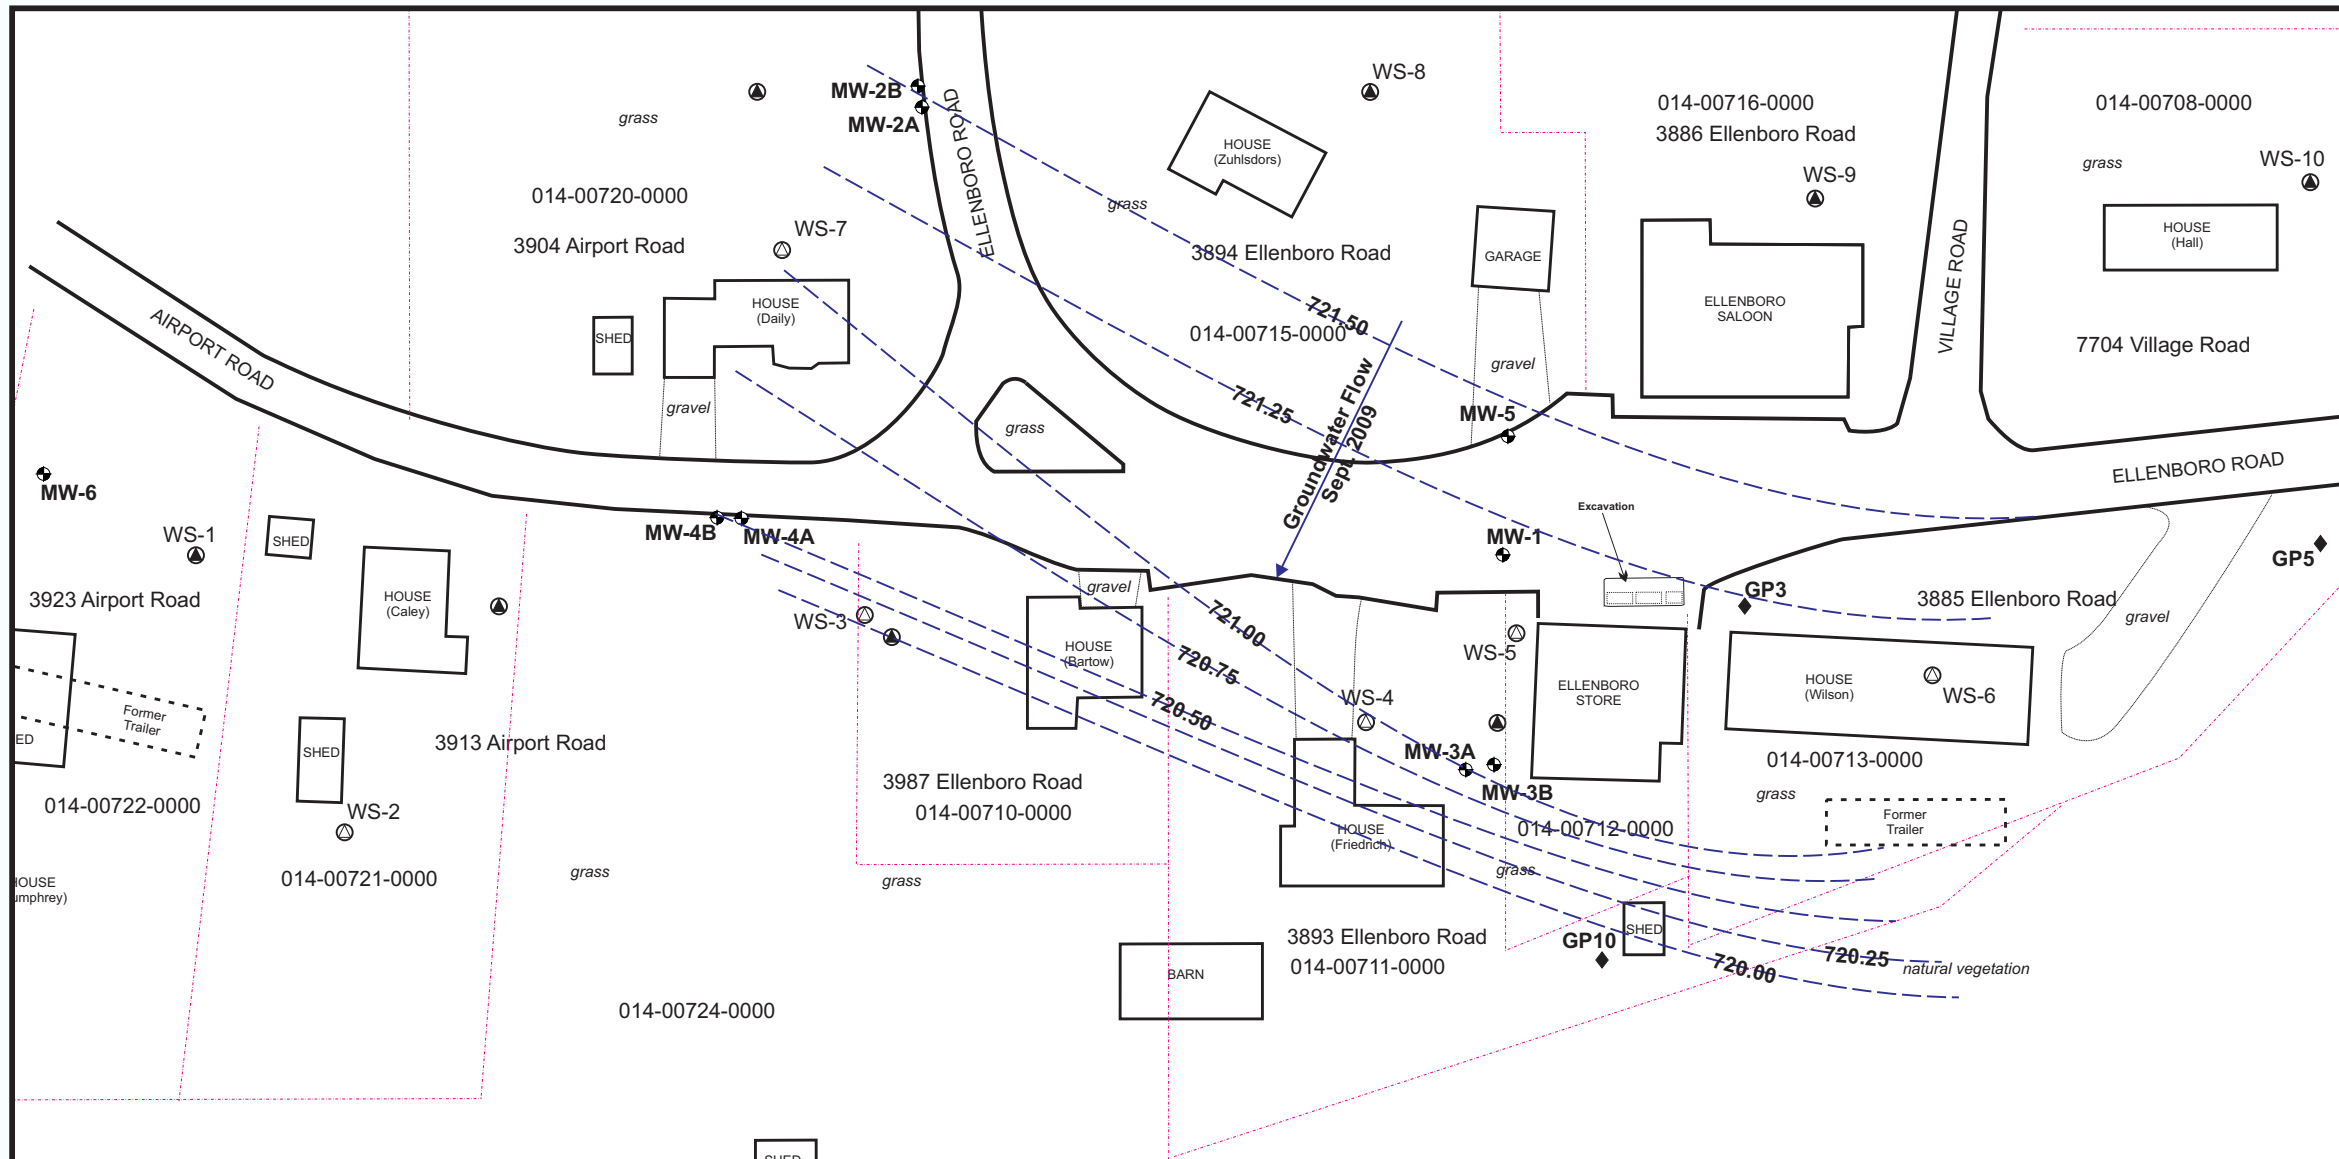 WS-8
MW-2B
MW-2A
grass
014-00716-0000
3886 Ellenboro Road
014-00708-0000
grass
WS-10
WS-9
HOUSE
(Zuhlsdors)
ELLENBORO ROAD
014-00720-0000
3904 Airport Road
WS-7
grass
3894 Ellenboro Road
GARAGE
HOUSE
(Hall)
VILLAGE ROAD
ELLENBORO
SALOON
HOUSE
(Daily)
SHED
AIRPORT ROAD
721.50
014-00715-0000
7704 Village Road
gravel
Groundwater Flow
Sept. 2009
721.25
gravel
grass
MW-5
ELLENBORO ROAD
MW-6
MW-4B
MW-4A
Excavation
MW-1
GP5
WS-1
SHED
HOUSE
(Caley)
3923 Airport Road
gravel
GP3
3885 Ellenboro Road
gravel
WS-3
721.00
HOUSE
(Bartow)
720.75
WS-5
ELLENBORO
STORE
HOUSE
(Wilson)
WS-6
WS-4
Former
Trailer
720.50
ED
SHED
3913 Airport Road
MW-3A
MW-3B
014-00713-0000
3987 Ellenboro Road
014-00710-0000
grass
014-00722-0000
WS-2
HOUSE
(Friedrich)
014-00712-0000
Former
Trailer
grass
grass
grass
014-00721-0000
HOUSE
umphrey)
3893 Ellenboro Road
014-00711-0000
GP10
SHED
720.25
720.00
natural vegetation
BARN
014-00724-0000
SHED